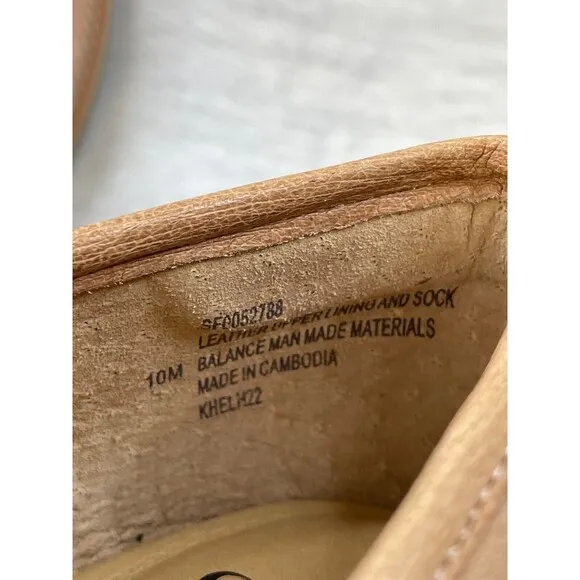 SF0052788
LEATHER UPPER LINING AND SOCK
BALANCE MAN MADE MATERIALS
10M
MADE IN CAMBODIA
KHELH22